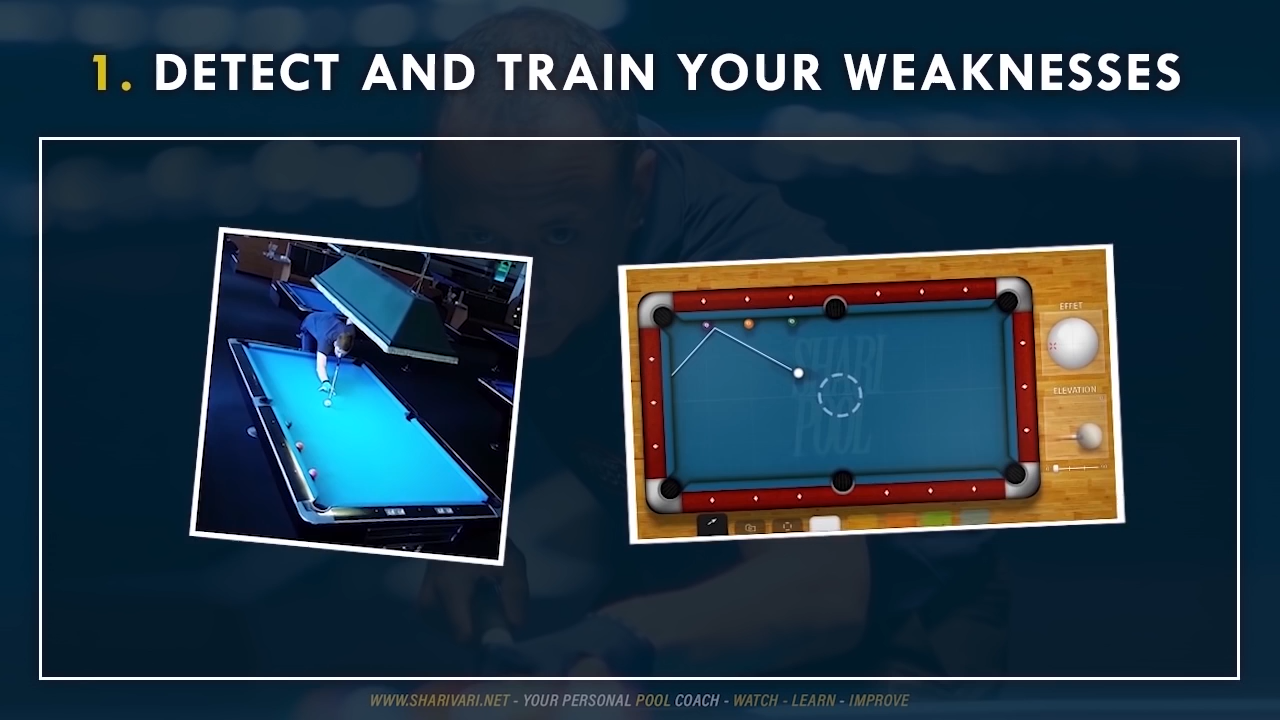 1. DETECT AND TRAIN YOUR WEAKNESSES
EFFET
SHARI
POOL
ELEVATION
WWW.SHARIVARI.NET - YOUR PERSONAL POOL COACH - WATCH - LEARN - IMPROVE